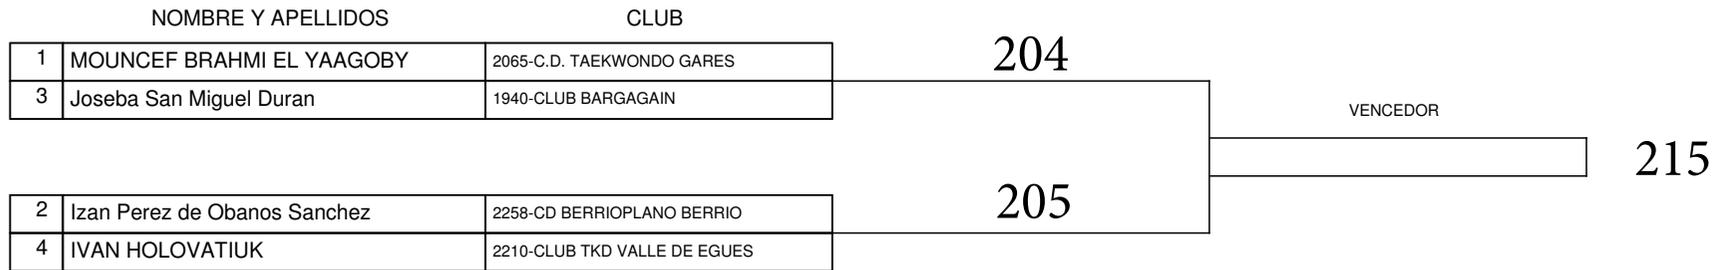 NOMBRE Y APELLIDOS CLUB
1 MOUNCEF BRAHMI EL YAAGOBY 2065-C.D. TAEKWONDO GARES 204
3 Joseba San Miguel Duran 1940-CLUB BARGAGAIN
VENCEDOR
215
205
2 Izan Perez de Obanos Sanchez 2258-CD BERRIOPLANO BERRIO
4 IVAN HOLOVATIUK 2210-CLUB TKD VALLE DE EGUES